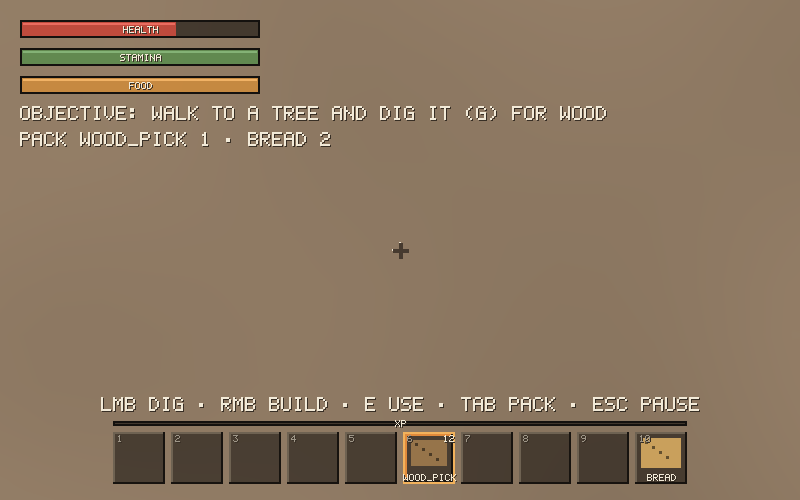 HEALTH
STAMINA
FOOD
OBJECTIVE: WALK TO A TREE AND DIG IT (G) FOR WOOD
PACK WOOD_PICK 1 · BREAD 2
LMB DIG · RMB BUILD · E USE · TAB PACK · ESC PAUSE
XP
1 2 3 4 5 6 12 7 8 9 10
WOOD_PICK BREAD